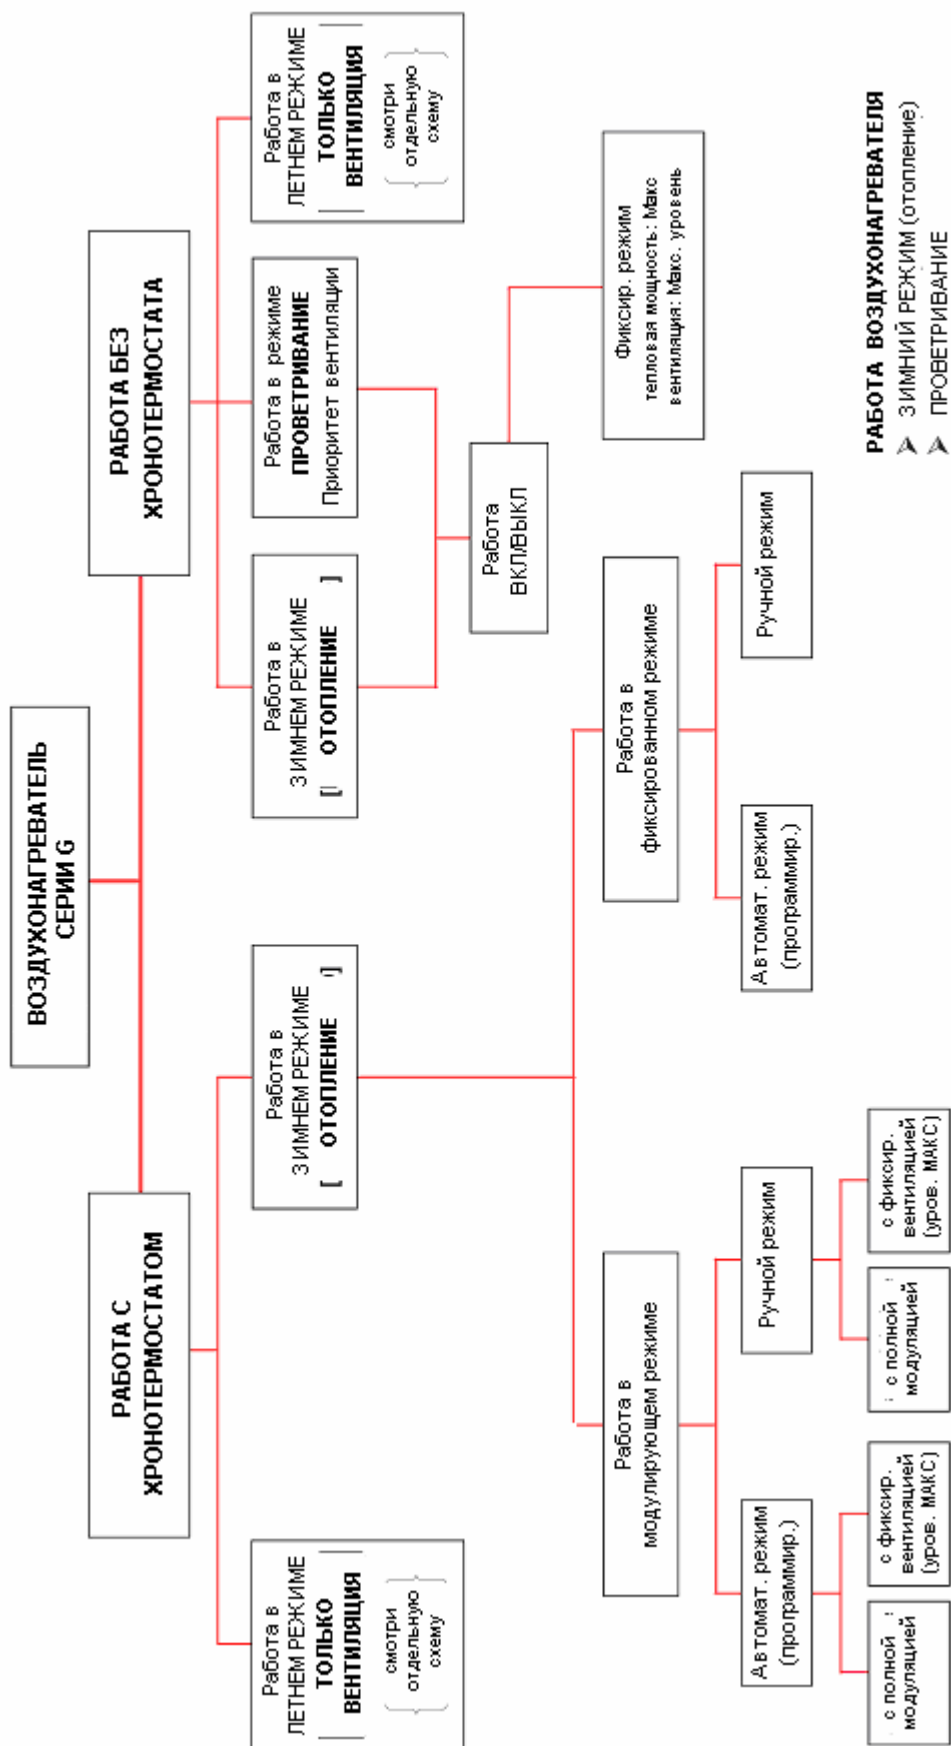 ВОЗДУХОНАГРЕВАТЕЛЬ
СЕРИИ G
РАБОТА С
ХРОНОТЕРМОСТАТОМ
РАБОТА БЕЗ
ХРОНОТЕРМОСТАТА
Работа в
ЛЕТНЕМ РЕЖИМЕ
ТОЛЬКО
ВЕНТИЛЯЦИЯ
смотри
отдельную
схему
Работа в
ЗИМНЕМ РЕЖИМЕ
[ ОТОПЛЕНИЕ ]
Работа в
ЗИМНЕМ РЕЖИМЕ
[ ОТОПЛЕНИЕ ]
Работа в режиме
ПРОВЕТРИВАНИЕ
Приоритет вентиляции
Работа в
ЛЕТНЕМ РЕЖИМЕ
ТОЛЬКО
ВЕНТИЛЯЦИЯ
смотри
отдельную
схему
Работа
ВКЛ/ВЫКЛ
Работа в
модулирующем режиме
Работа в
фиксированном режиме
Фиксир. режим
тепловая мощность: Макс
вентиляция: Макс. уровень
Автомат. режим
(программир.)
Ручной режим
Автомат. режим
(программир.)
Ручной режим
с полной
модуляцией
с фиксир.
вентиляцией
(уров. МАКС)
с полной
модуляцией
с фиксир.
вентиляцией
(уров. МАКС)
РАБОТА ВОЗДУХОНАГРЕВАТЕЛЯ
➢ ЗИМНИЙ РЕЖИМ (отопление)
➢ ПРОВЕТРИВАНИЕ